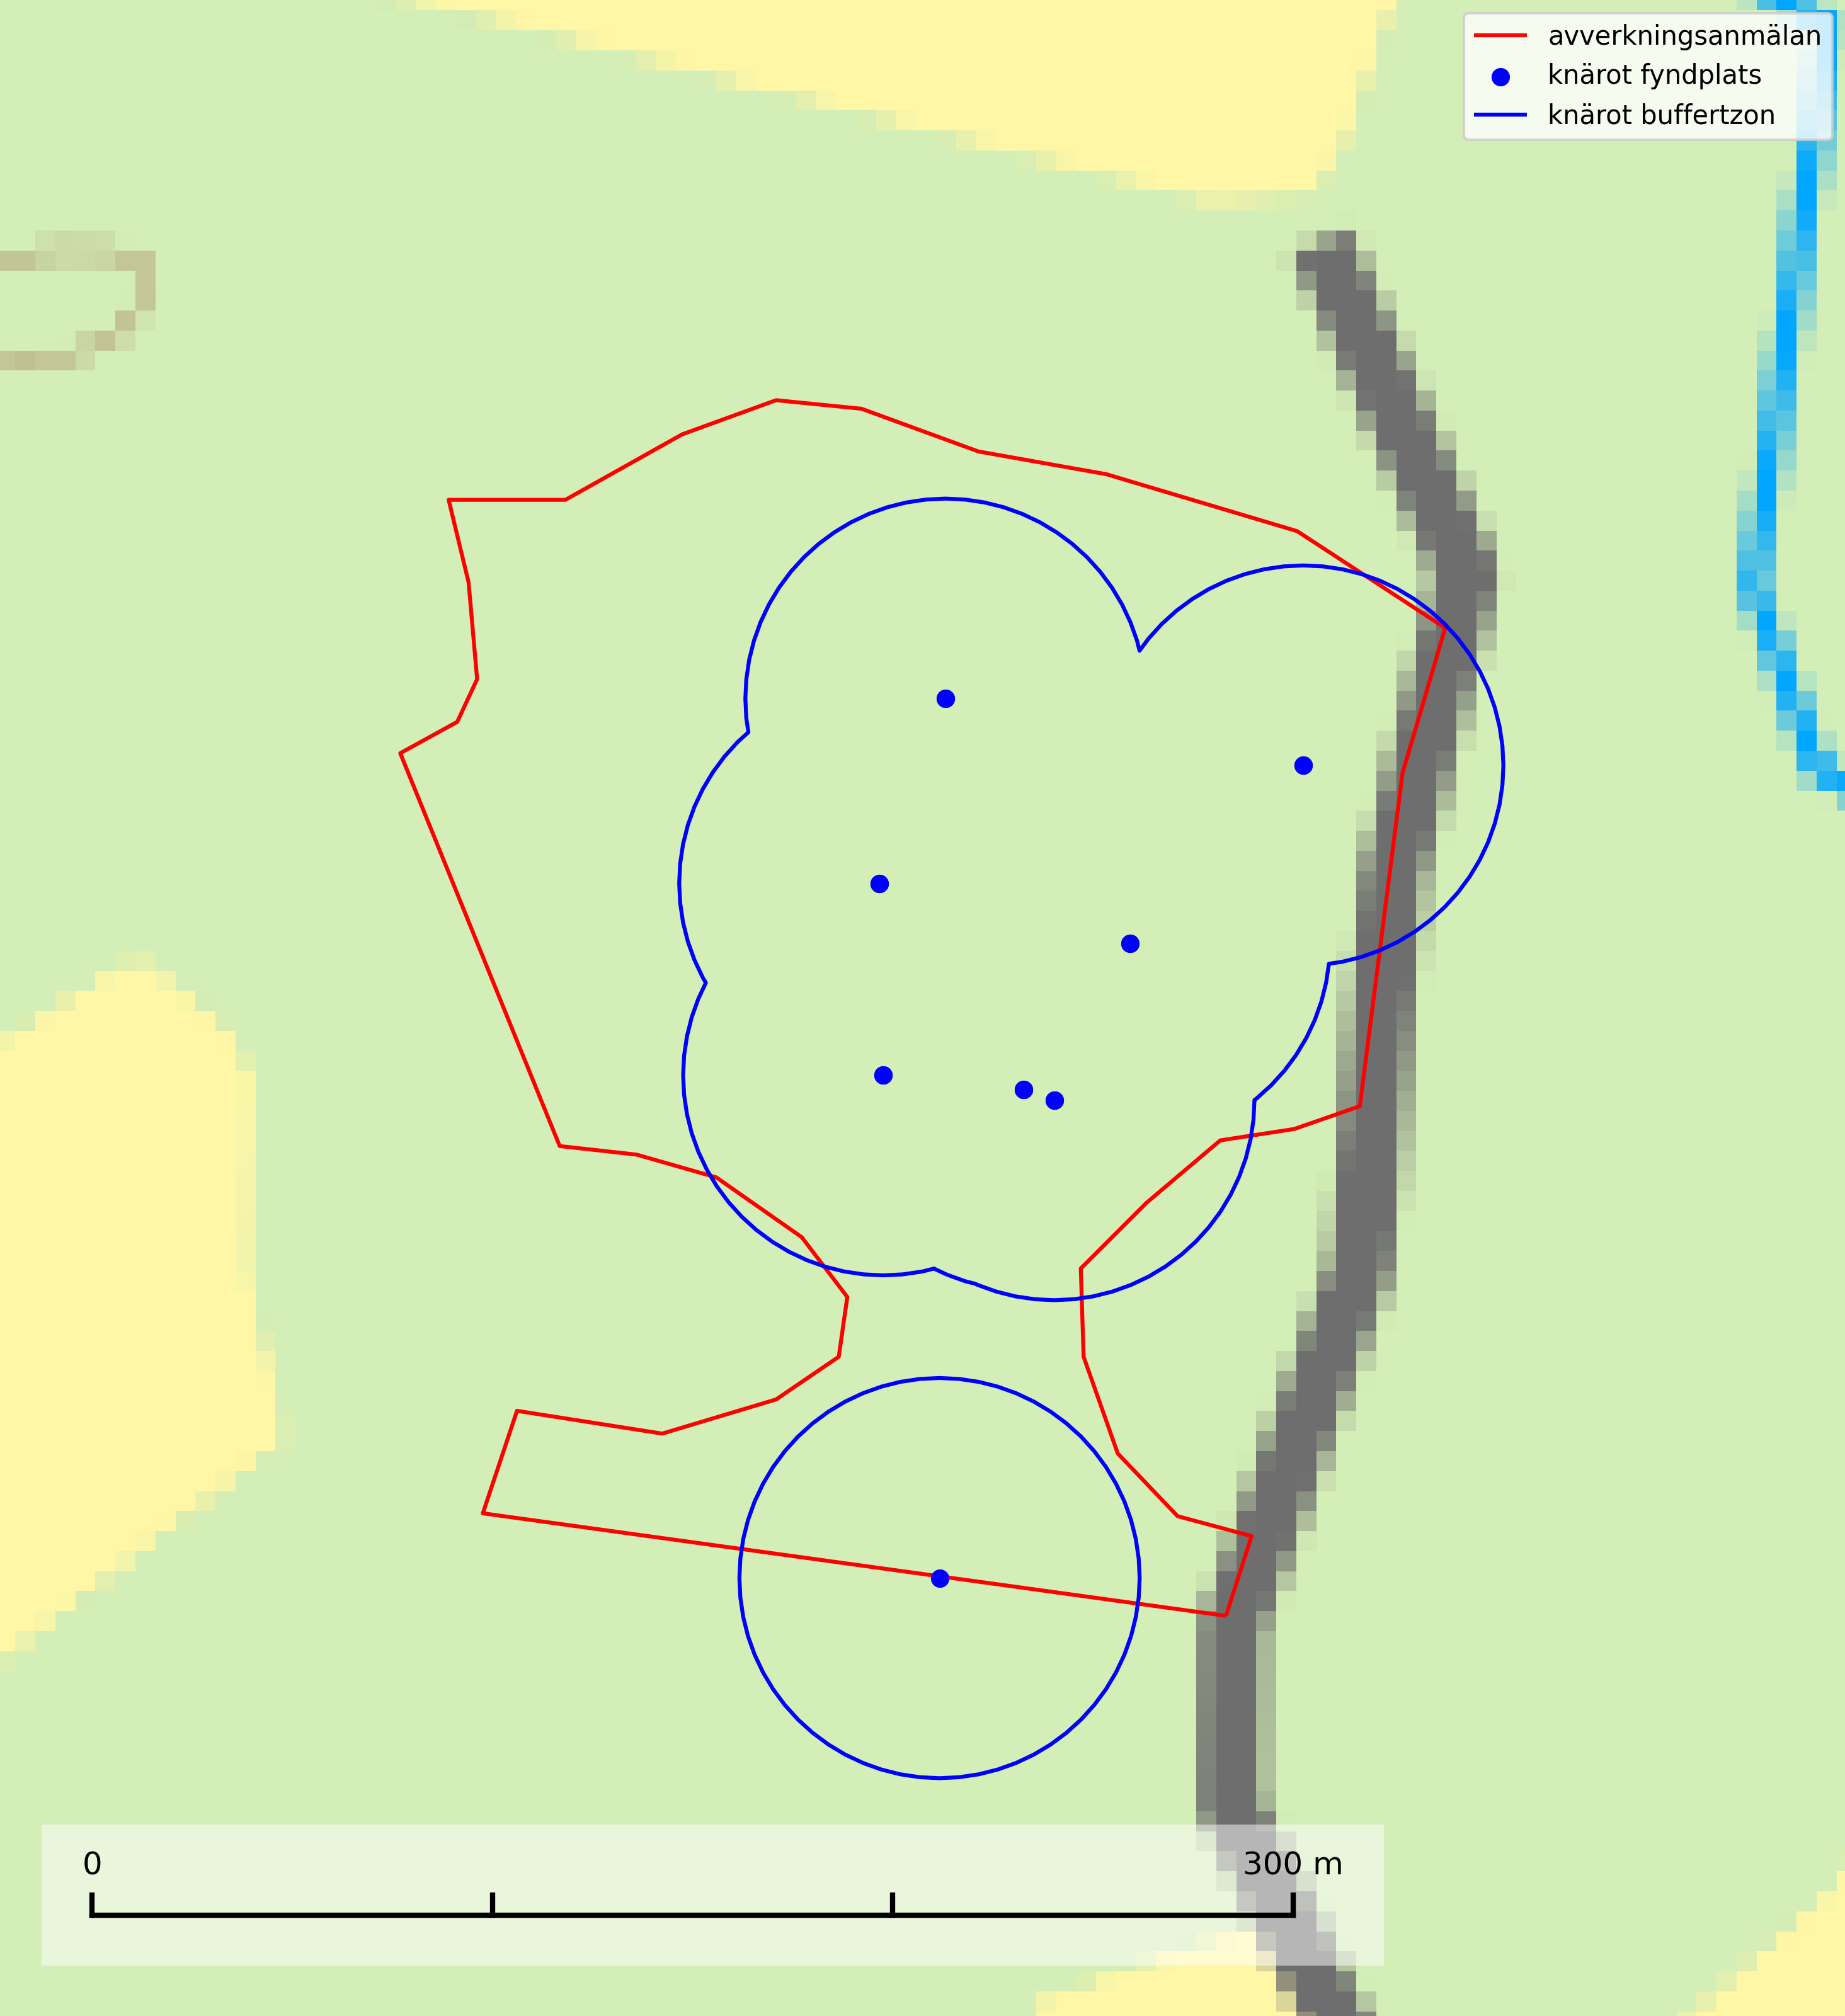 avverkningsanmälan
knärot fyndplats
knärot buffertzon
0 300 m